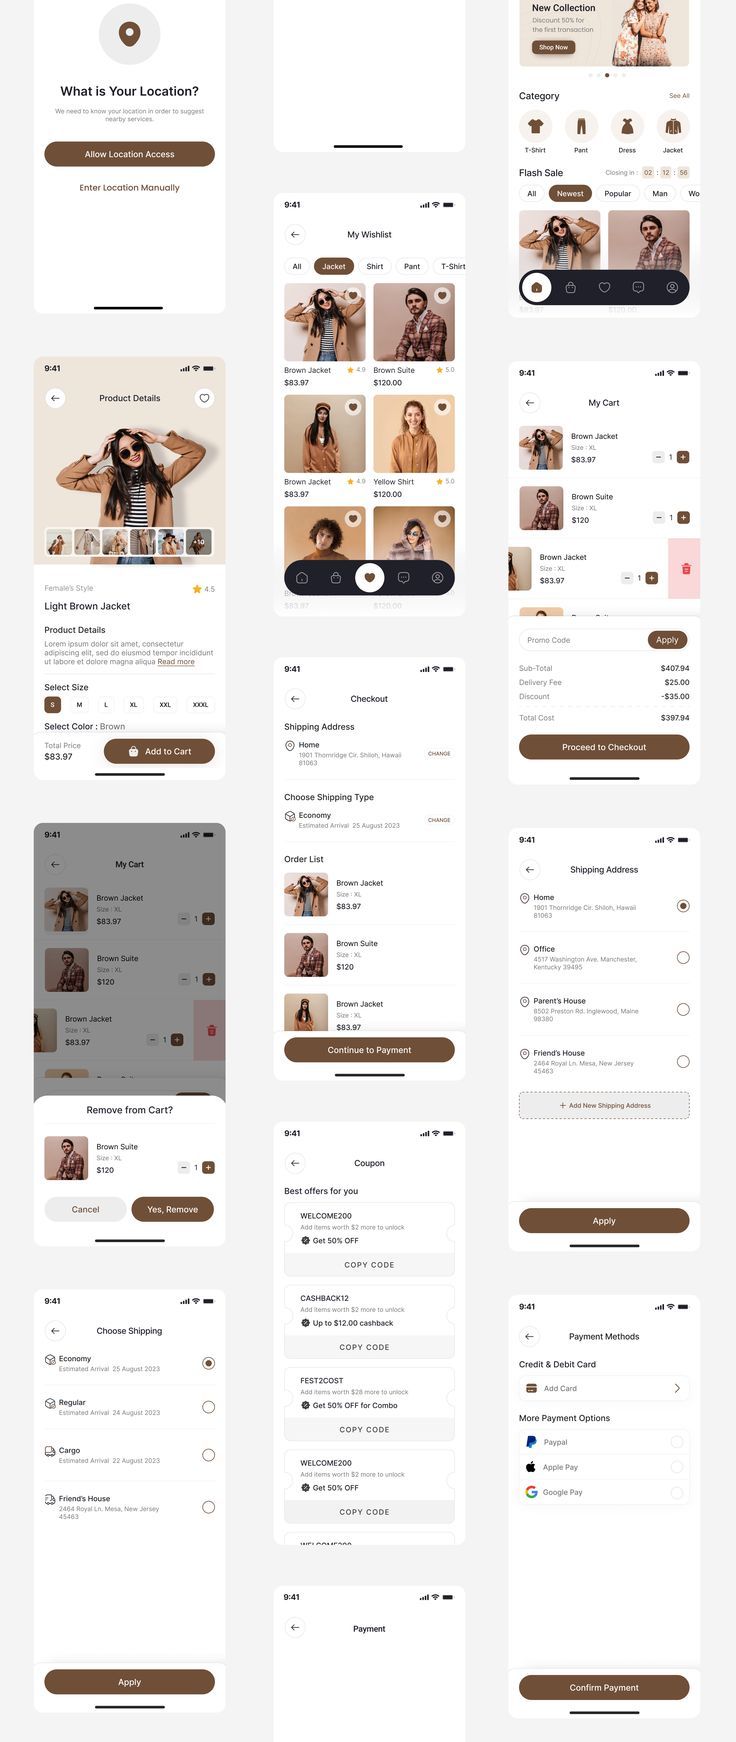 What is Your Location?
We need to know your location in order to suggest
nearby services.
Allow Location Access
Enter Location Manually
9:41
Product Details
+10
Female's Style
4.5
Light Brown Jacket
Product Details
Lorem ipsum dolor sit amet, consectetur
adipiscing elit, sed do eiusmod tempor incididunt
ut labore et dolore magna aliqua Read more
Select Size
S M L XL XXL XXXL
Select Color : Brown
Total Price
$83.97
Add to Cart
9:41
My Cart
Brown Jacket
Size : XL
$83.97
1
Brown Suite
Size : XL
$120
1
Brown Jacket
Size : XL
$83.97
1
Remove from Cart?
Brown Suite
Size : XL
$120
1
Cancel
Yes, Remove
9:41
Choose Shipping
Economy
Estimated Arrival 25 August 2023
Regular
Estimated Arrival 24 August 2023
Cargo
Estimated Arrival 22 August 2023
Friend's House
2464 Royal Ln. Mesa, New Jersey
45463
Apply
9:41
My Wishlist
All Jacket Shirt Pant T-Shirt
Brown Jacket 4.9
$83.97
Brown Suite 5.0
$120.00
Brown Jacket 4.9
$83.97
Yellow Shirt 5.0
$120.00
$83.97
$120.00
9:41
Checkout
Shipping Address
Home
1901 Thornridge Cir. Shiloh, Hawaii
81063
CHANGE
Choose Shipping Type
Economy
Estimated Arrival 25 August 2023
CHANGE
Order List
Brown Jacket
Size : XL
$83.97
Brown Suite
Size : XL
$120
Brown Jacket
Size : XL
$83.97
Continue to Payment
9:41
Coupon
Best offers for you
WELCOME200
Add items worth $2 more to unlock
Get 50% OFF
COPY CODE
CASHBACK12
Add items worth $2 more to unlock
Up to $12.00 cashback
COPY CODE
FEST2COST
Add items worth $28 more to unlock
Get 50% OFF for Combo
COPY CODE
WELCOME200
Add items worth $2 more to unlock
Get 50% OFF
COPY CODE
WELCOME200
9:41
Payment
New Collection
Discount 50% for
the first transaction
Shop Now
Category
See All
T-Shirt Pant Dress Jacket
Flash Sale
Closing in : 02 : 12 : 56
All Newest Popular Man Wo
$83.97
$120.00
9:41
My Cart
Brown Jacket
Size : XL
$83.97
1
Brown Suite
Size : XL
$120
1
Brown Jacket
Size : XL
$83.97
1
Promo Code
Apply
Sub-Total $407.94
Delivery Fee $25.00
Discount -$35.00
Total Cost $397.94
Proceed to Checkout
9:41
Shipping Address
Home
1901 Thornridge Cir. Shiloh, Hawaii
81063
Office
4517 Washington Ave. Manchester,
Kentucky 39495
Parent's House
8502 Preston Rd. Inglewood, Maine
98380
Friend's House
2464 Royal Ln. Mesa, New Jersey
45463
+ Add New Shipping Address
Apply
9:41
Payment Methods
Credit & Debit Card
Add Card
More Payment Options
Paypal
Apple Pay
Google Pay
Confirm Payment